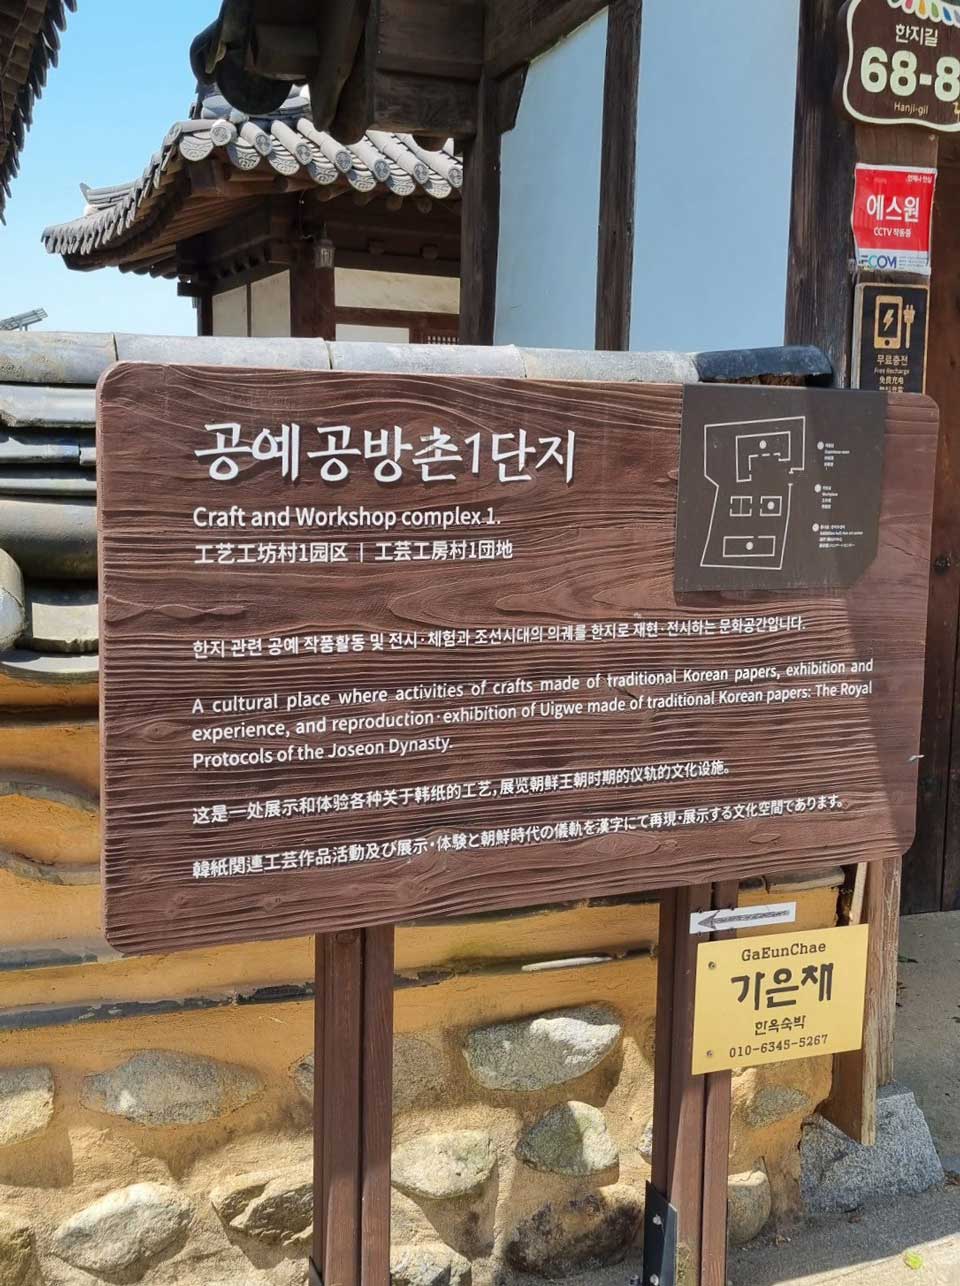 한지길
68-8
Hanji-gil
에스원
CCTV 작동중
무료충전
Free Recharge
免费充电
공예공방촌1단지
Craft and Workshop complex 1.
工艺工坊村1园区 | 工芸工房村1団地
한지 관련 공예 작품활동 및 전시·체험과 조선시대의 의궤를 한지로 재현·전시하는 문화공간입니다.
A cultural place where activities of crafts made of traditional Korean papers, exhibition and
experience, and reproduction·exhibition of Uigwe made of traditional Korean papers: The Royal
Protocols of the Joseon Dynasty.
这是一处展示和体验各种关于韩纸的工艺，展览朝鲜王朝时期的仪轨的文化设施。
韓紙関連工芸作品活動及び展示・体験と朝鮮時代の儀軌を漢字にて再現・展示する文化空間であります。
GaEunChae
가은채
한옥숙박
010-6345-5267